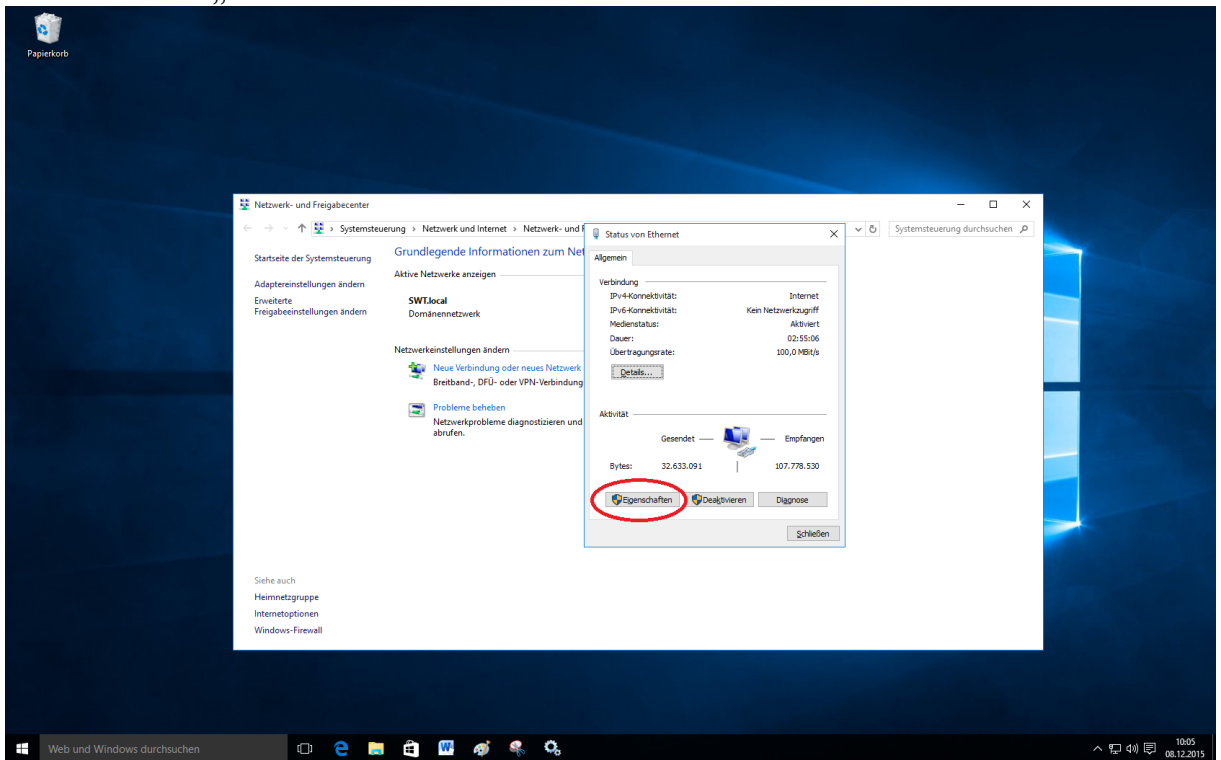 Papierkorb
Netzwerk- und Freigabecenter
Systemsteuerung > Netzwerk und Internet > Netzwerk- und F
Systemsteuerung durchsuchen
Startseite der Systemsteuerung
Adaptereinstellungen ändern
Erweiterte
Freigabeeinstellungen ändern
Grundlegende Informationen zum Net
Aktive Netzwerke anzeigen
SWT.local
Domänennetzwerk
Netzwerkeinstellungen ändern
Neue Verbindung oder neues Netzwerk
Breitband-, DFÜ- oder VPN-Verbindung
Probleme beheben
Netzwerkprobleme diagnostizieren und
abrufen.
Siehe auch
Heimnetzgruppe
Internetoptionen
Windows-Firewall
Status von Ethernet
Allgemein
Verbindung
IPv4-Konnektivität: Internet
IPv6-Konnektivität: Kein Netzwerkzugriff
Medienstatus: Aktiviert
Dauer: 02:55:06
Übertragungsrate: 100,0 MBit/s
Details...
Aktivität
Gesendet — — Empfangen
Bytes: 32.633.091 | 107.778.530
Eigenschaften Deaktivieren Diagnose
Schließen
Web und Windows durchsuchen
10:05
08.12.2015